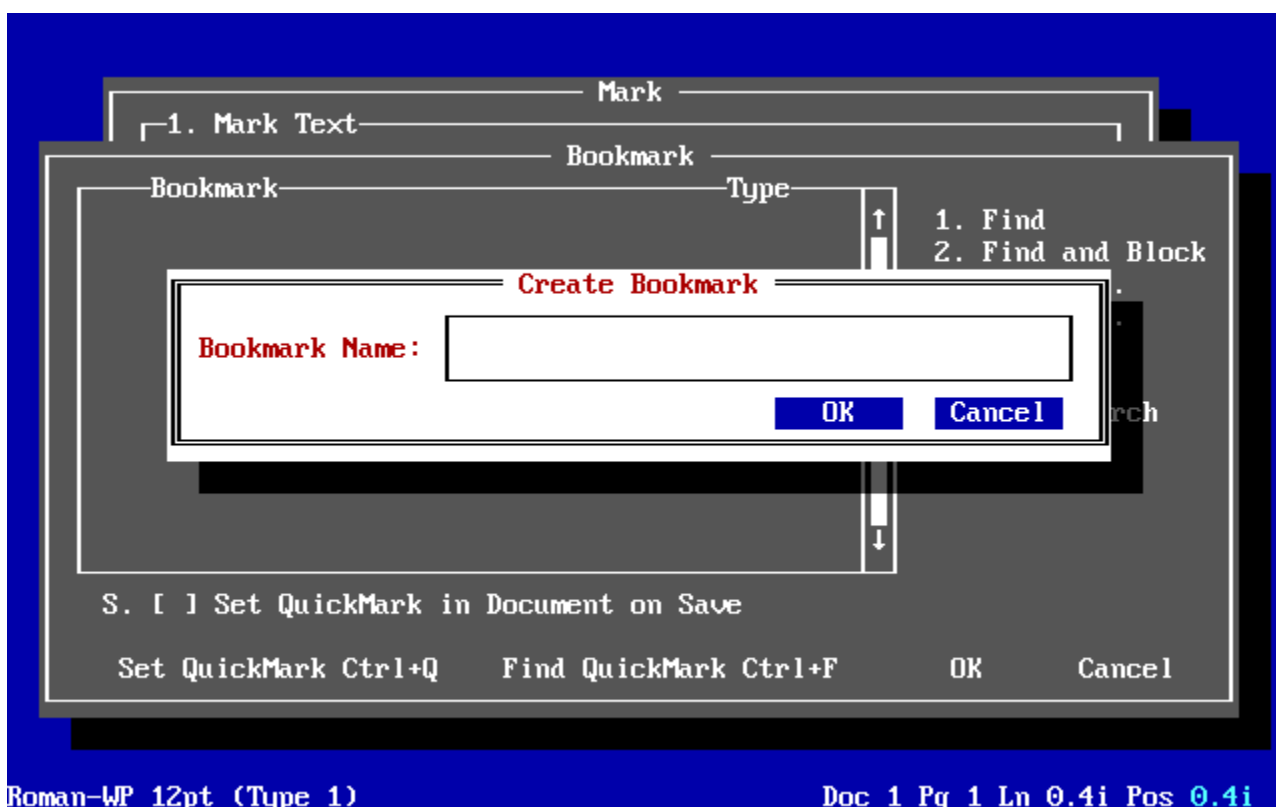 Mark
1. Mark Text
Bookmark
Bookmark Type
1. Find
2. Find and Block
Create Bookmark
Bookmark Name:
OK Cancel
rch
S. [ ] Set QuickMark in Document on Save
Set QuickMark Ctrl+Q Find QuickMark Ctrl+F OK Cancel
Roman-WP 12pt (Type 1) Doc 1 Pg 1 Ln 0.4i Pos 0.4i